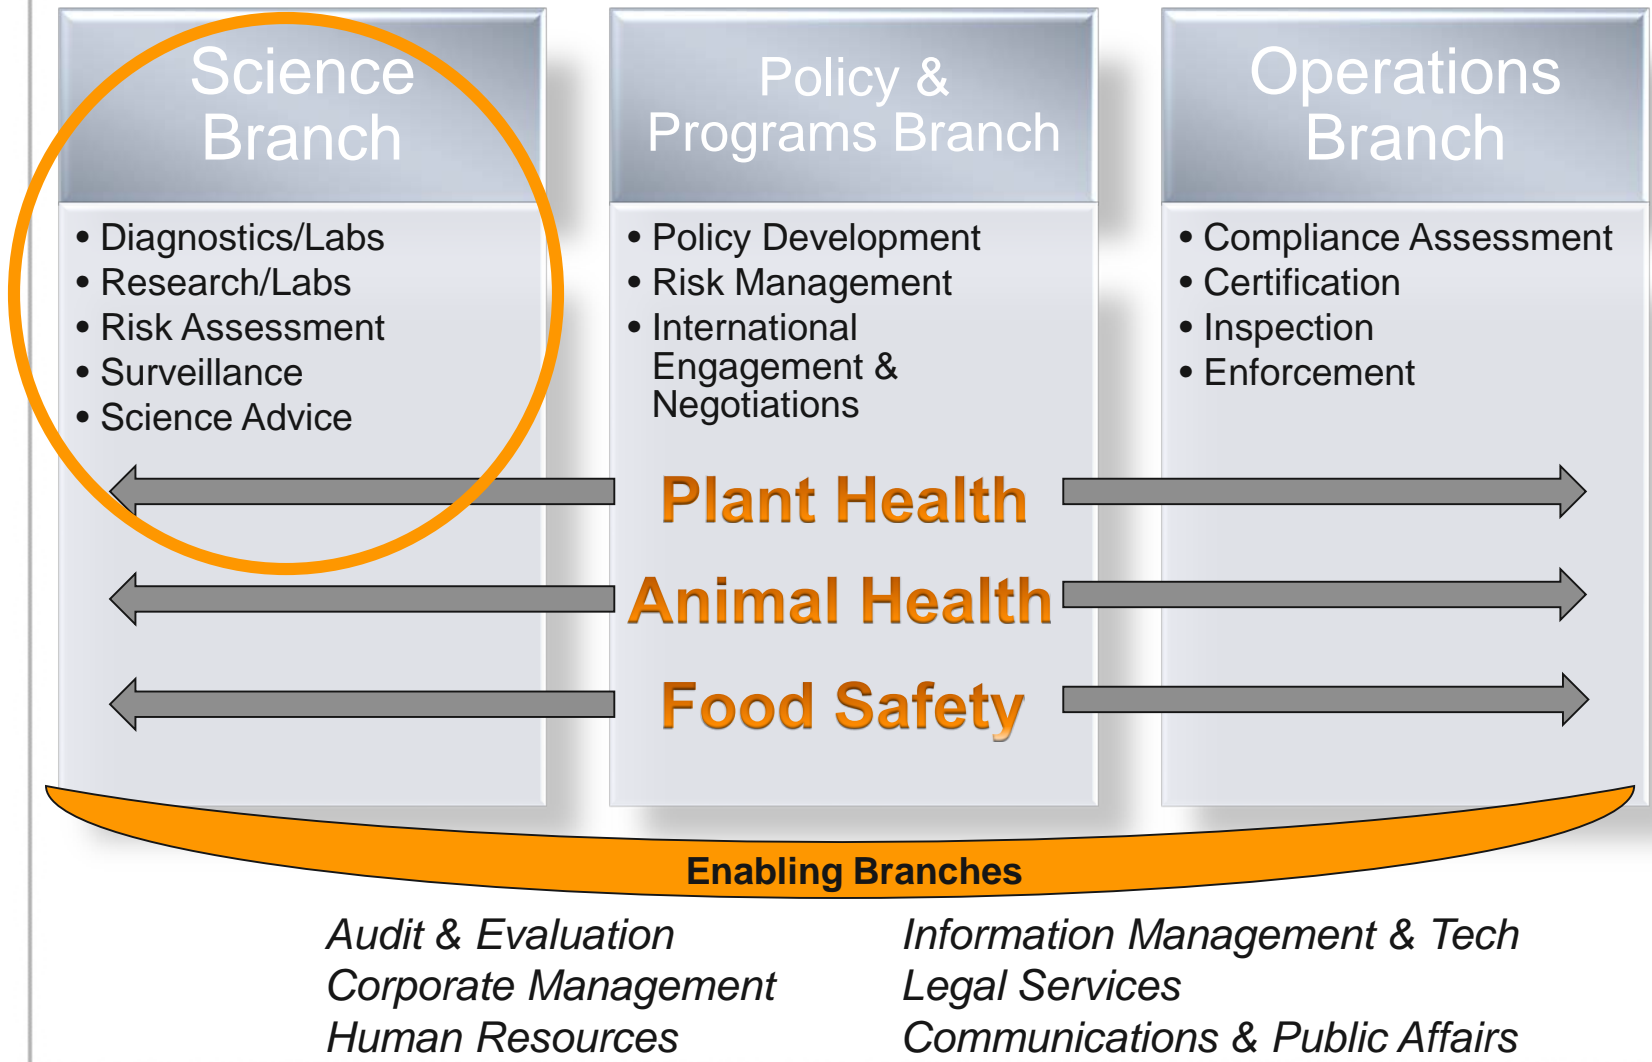 Science
Branch
• Diagnostics/Labs
• Research/Labs
• Risk Assessment
• Surveillance
• Science Advice
Policy &
Programs Branch
• Policy Development
• Risk Management
• International
Engagement &
Negotiations
Operations
Branch
• Compliance Assessment
• Certification
• Inspection
• Enforcement
Plant Health
Animal Health
Food Safety
Enabling Branches
Audit & Evaluation
Corporate Management
Human Resources
Information Management & Tech
Legal Services
Communications & Public Affairs